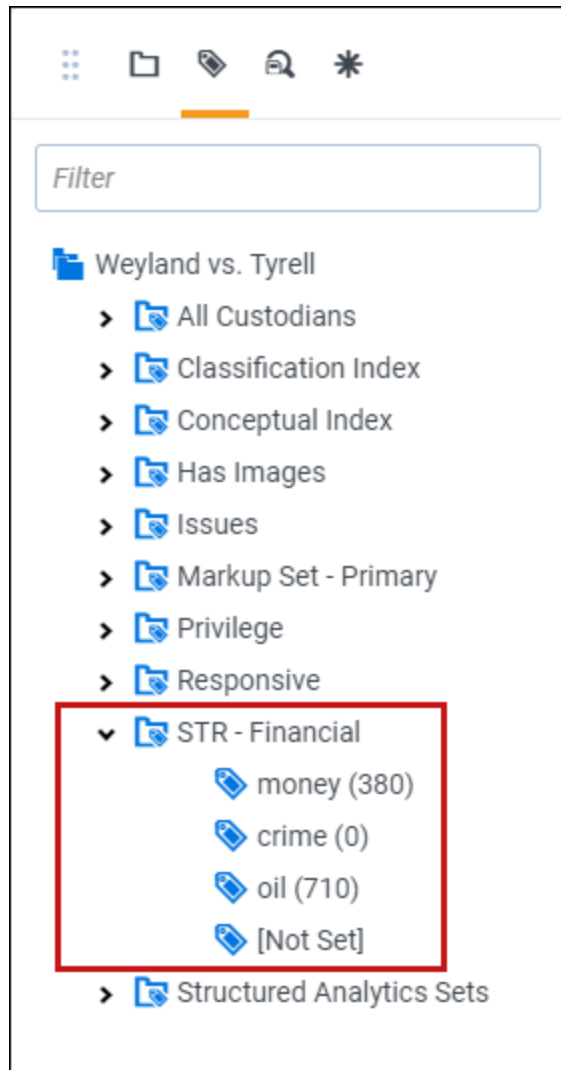 Filter
Weyland vs. Tyrell
All Custodians
Classification Index
Conceptual Index
Has Images
Issues
Markup Set - Primary
Privilege
Responsive
STR - Financial
money (380)
crime (0)
oil (710)
[Not Set]
Structured Analytics Sets